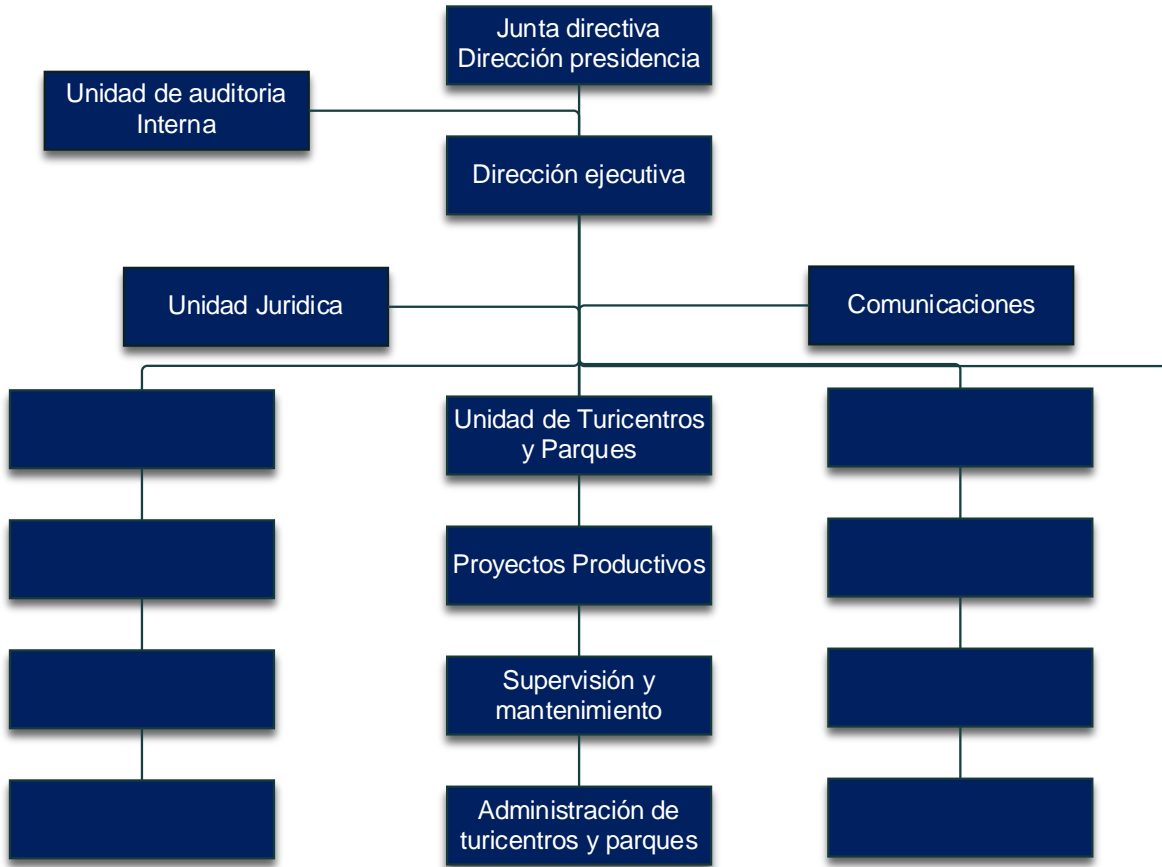 Junta directiva
Dirección presidencia
Unidad de auditoria
Interna
Dirección ejecutiva
Unidad Juridica
Comunicaciones
Unidad de Turicentros
y Parques
Proyectos Productivos
Supervisión y
mantenimiento
Administración de
turicentros y parques